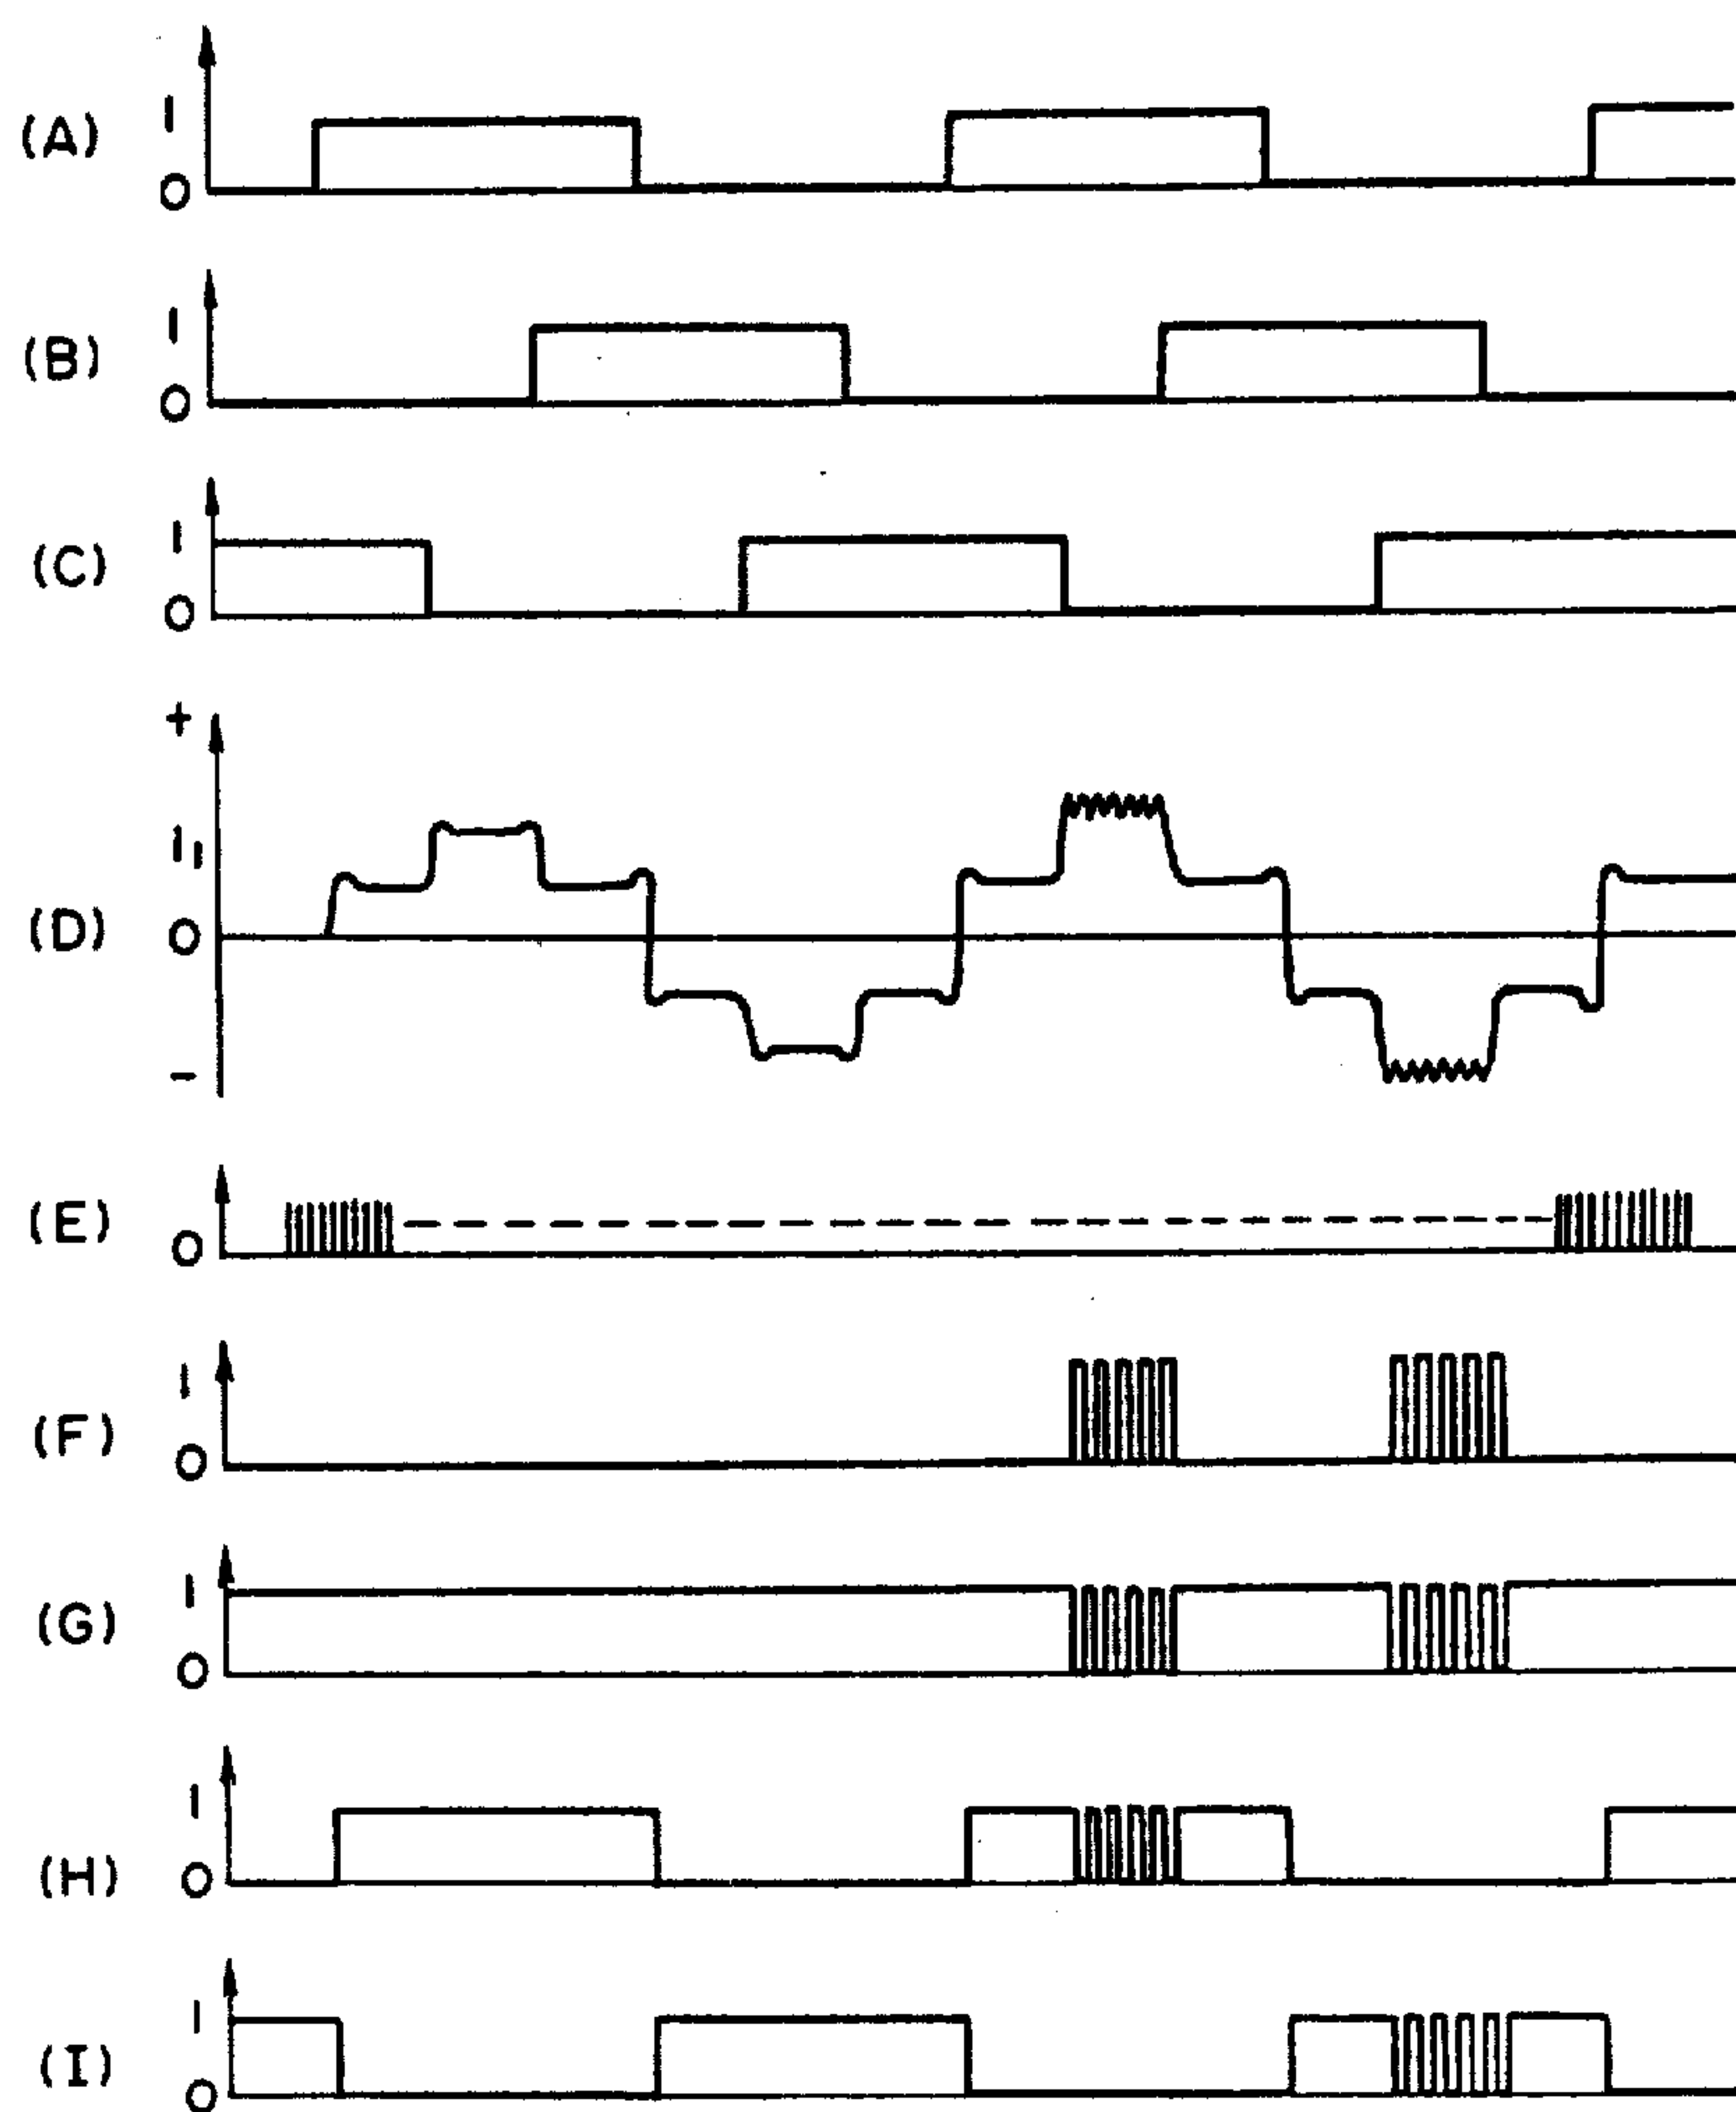 (A) 1
0
(B) 1
0
(C) 1
0
+
I₁
(D) 0
-
(E) 0
1
(F) 0
1
(G) 0
1
(H) 0
1
(I) 0